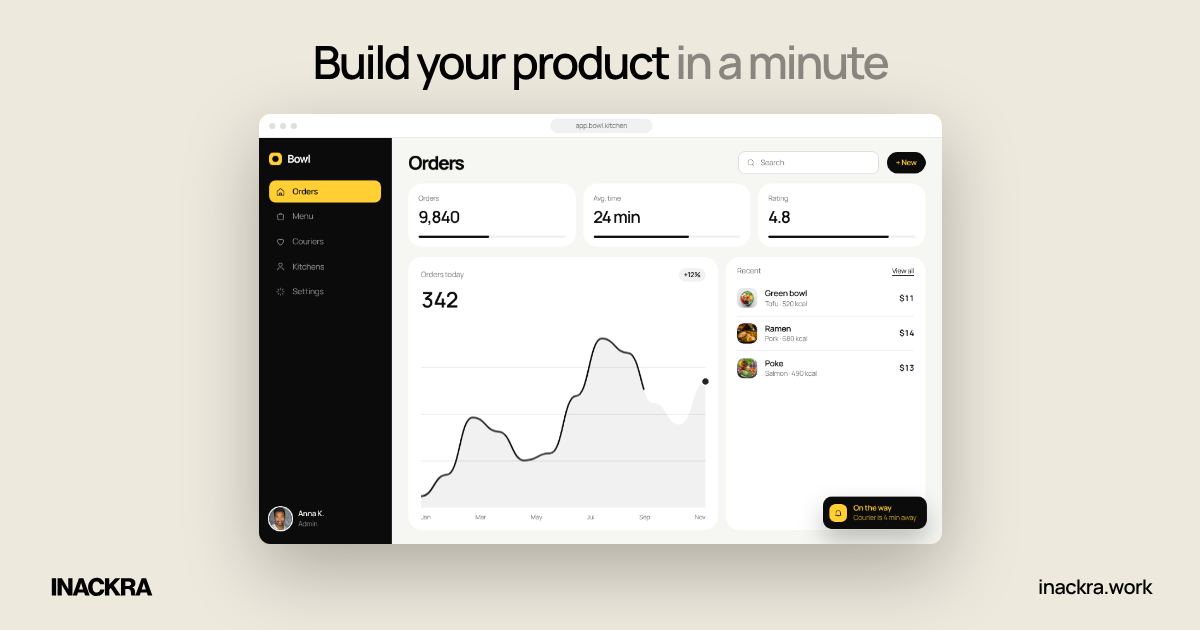 Build your product in a minute
app.bowl.kitchen
Bowl
Orders
Menu
Couriers
Kitchens
Settings
Anna K.
Admin
Orders
Search
+ New
Orders
9,840
Avg. time
24 min
Rating
4.8
Orders today
+12%
342
Jan Mar May Jul Sep Nov
Recent
View all
Green bowl
Tofu · 520 kcal
$11
Ramen
Pork · 680 kcal
$14
Poke
Salmon · 490 kcal
$13
On the way
Courier is 4 min away
INACKRA
inackra.work